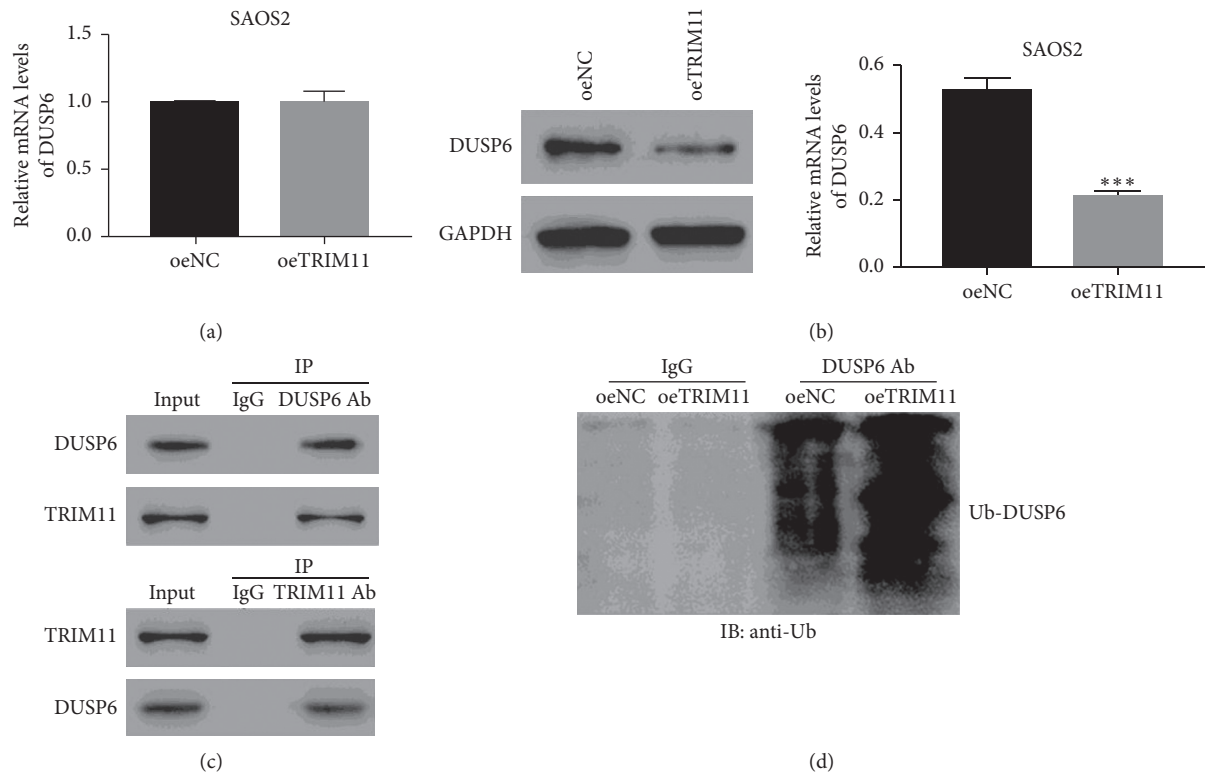 SAOS2
Relative mRNA levels
of DUSP6
1.5
1.0
0.5
0.0
oeNC
oeTRIM11
(a)
oeNC
oeTRIM11
DUSP6
GAPDH
SAOS2
Relative mRNA levels
of DUSP6
0.6
0.4
0.2
0.0
***
oeNC
oeTRIM11
(b)
IP
Input IgG DUSP6 Ab
DUSP6
TRIM11
IP
Input IgG TRIM11 Ab
TRIM11
DUSP6
(c)
IgG DUSP6 Ab
oeNC oeTRIM11 oeNC oeTRIM11
Ub-DUSP6
IB: anti-Ub
(d)